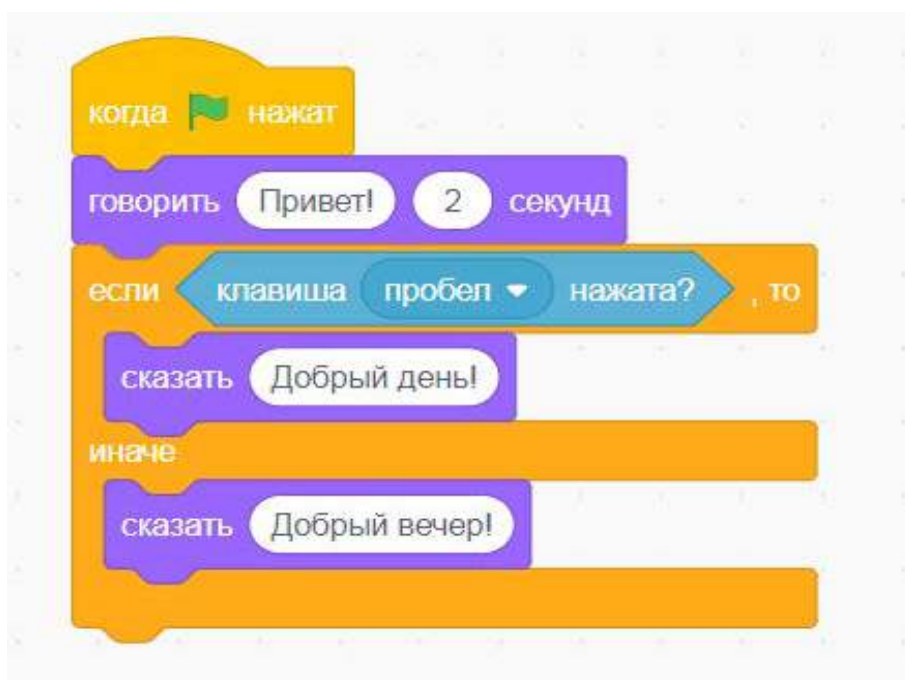 когда нажат
говорить Привет! 2 секунд
если клавиша пробел нажата? , то
сказать Добрый день!
иначе
сказать Добрый вечер!